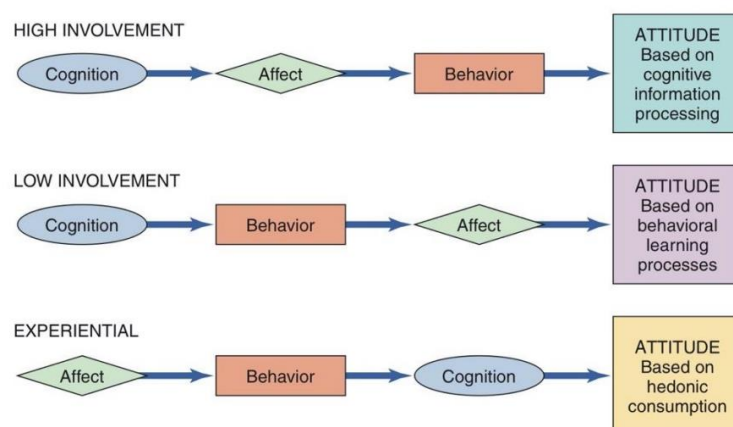 HIGH INVOLVEMENT
Cognition
Affect
Behavior
ATTITUDE
Based on
cognitive
information
processing
LOW INVOLVEMENT
Cognition
Behavior
Affect
ATTITUDE
Based on
behavioral
learning
processes
EXPERIENTIAL
Affect
Behavior
Cognition
ATTITUDE
Based on
hedonic
consumption